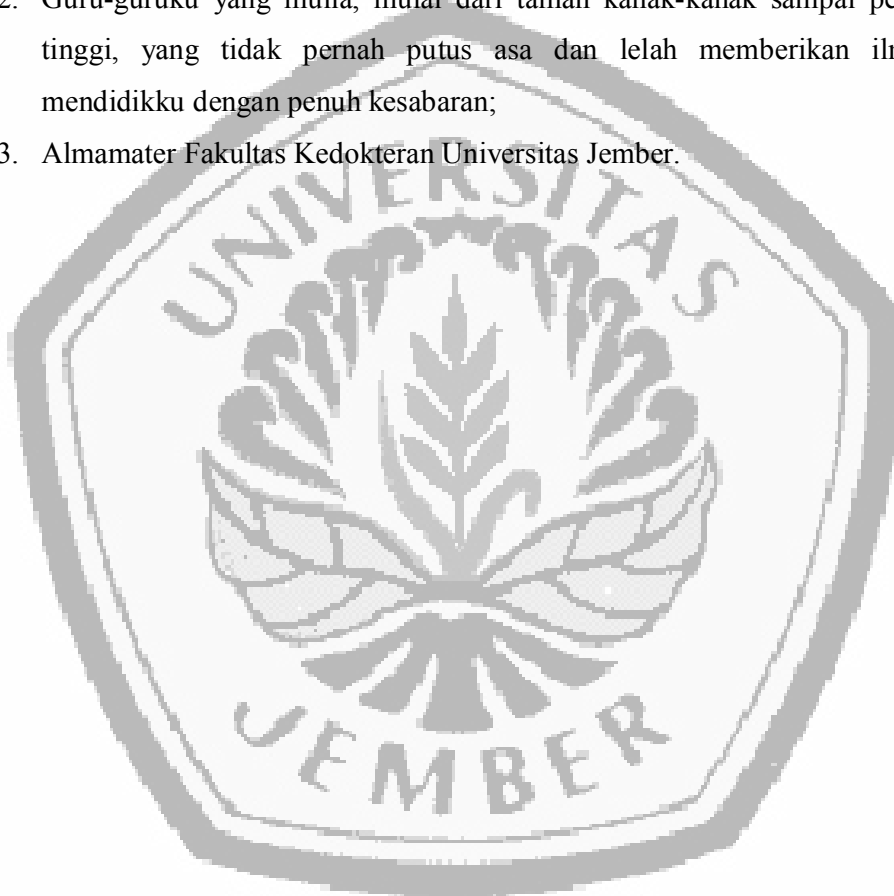 2. Guru-guruku yang mulia, mulai dari taman kanak-kanak sampai
tinggi, yang tidak pernah putus asa dan lelah memberikan
mendidikku dengan penuh kesabaran;
3. Almamater Fakultas Kedokteran Universitas Jember.
UNIVERSITAS
JEMBER